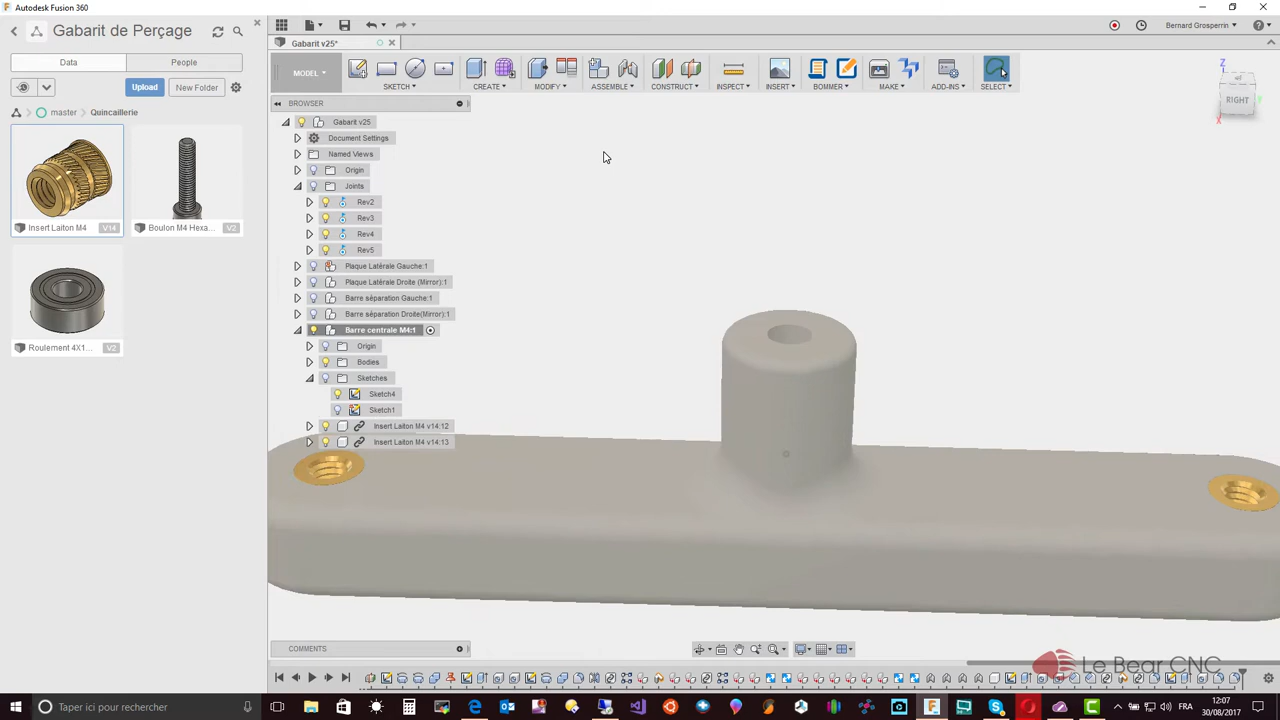 Autodesk Fusion 360
Gabarit de Perçage
Data
People
Upload
New Folder
master
Quincaillerie
Insert Laiton M4
V14
Boulon M4 Hexa...
V2
Roulement 4X1...
V2
Bernard Grosperrin
Gabarit v25*
MODEL
SKETCH
CREATE
MODIFY
ASSEMBLE
CONSTRUCT
INSPECT
INSERT
BOMMER
MAKE
ADD-INS
SELECT
Z
RIGHT
Y
X
BROWSER
Gabarit v25
Document Settings
Named Views
Origin
Joints
Rev2
Rev3
Rev4
Rev5
Plaque Latérale Gauche:1
Plaque Latérale Droite (Mirror):1
Barre séparation Gauche:1
Barre séparation Droite(Mirror):1
Barre centrale M4:1
Origin
Bodies
Sketches
Sketch4
Sketch1
Insert Laiton M4 v14:12
Insert Laiton M4 v14:13
COMMENTS
Le Bear CNC
Taper ici pour rechercher
FRA
12:07
30/08/2017